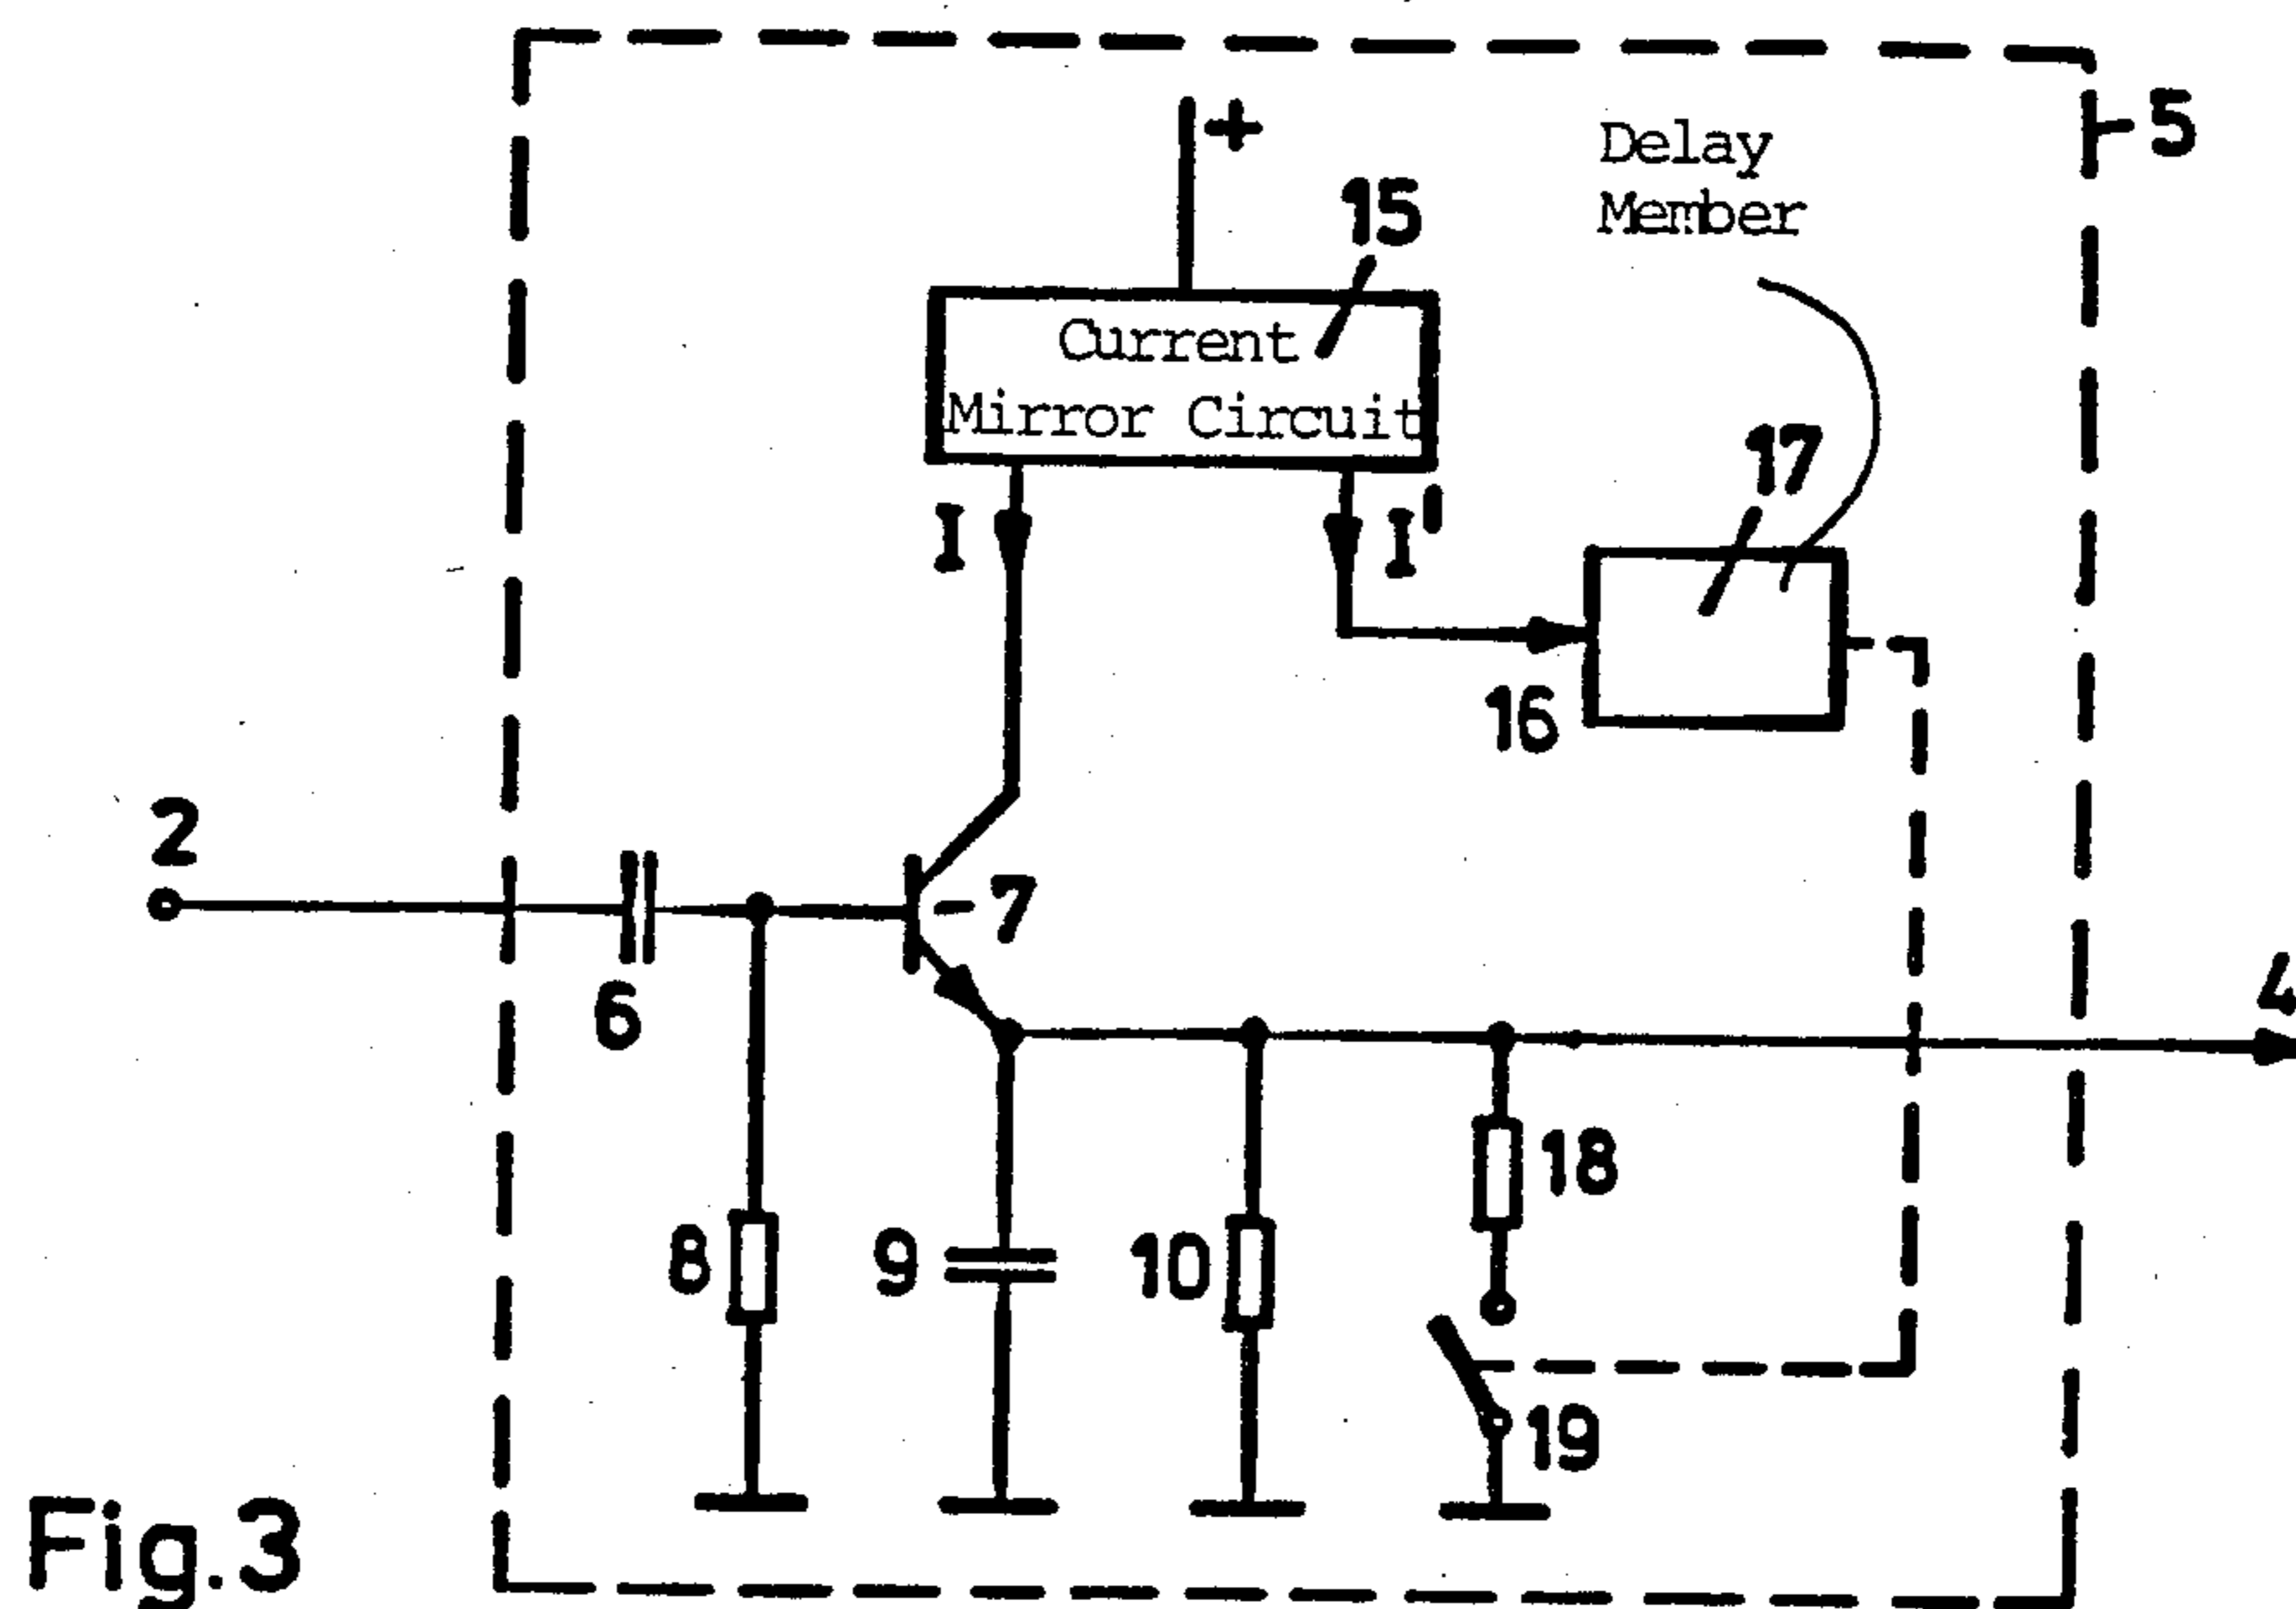 5
+
Delay
Member
15
Current
Mirror Circuit
17
I
I'
16
2
7
6
4
18
8
9
10
19
Fig.3